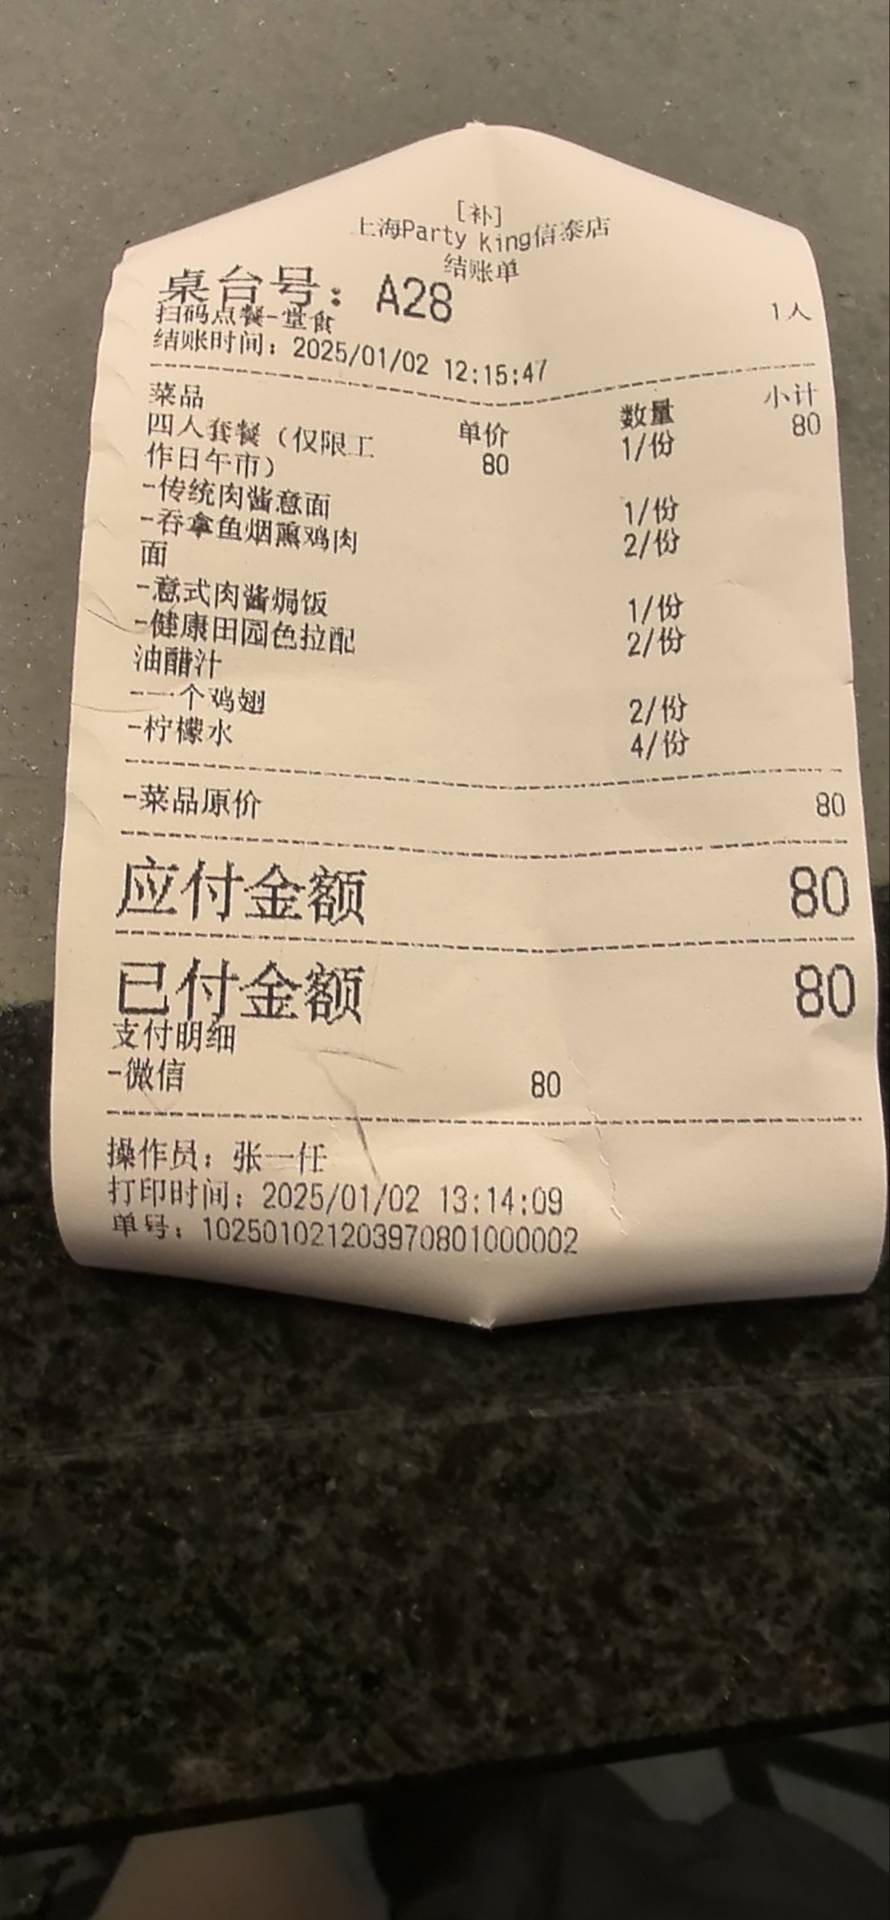 [补]
上海Party King信泰店
结账单
桌台号：A28
扫码点餐-堂食 1人
结账时间：2025/01/02 12:15:47
菜品 单价 数量 小计
四人套餐（仅限工 80 1/份 80
作日午市）
-传统肉酱意面 1/份
-吞拿鱼烟熏鸡肉 2/份
面
-意式肉酱焗饭 1/份
-健康田园色拉配 2/份
油醋汁
-一个鸡翅 2/份
-柠檬水 4/份
-菜品原价 80
应付金额 80
已付金额 80
支付明细
-微信 80
操作员：张一任
打印时间：2025/01/02 13:14:09
单号：102501021203970801000002